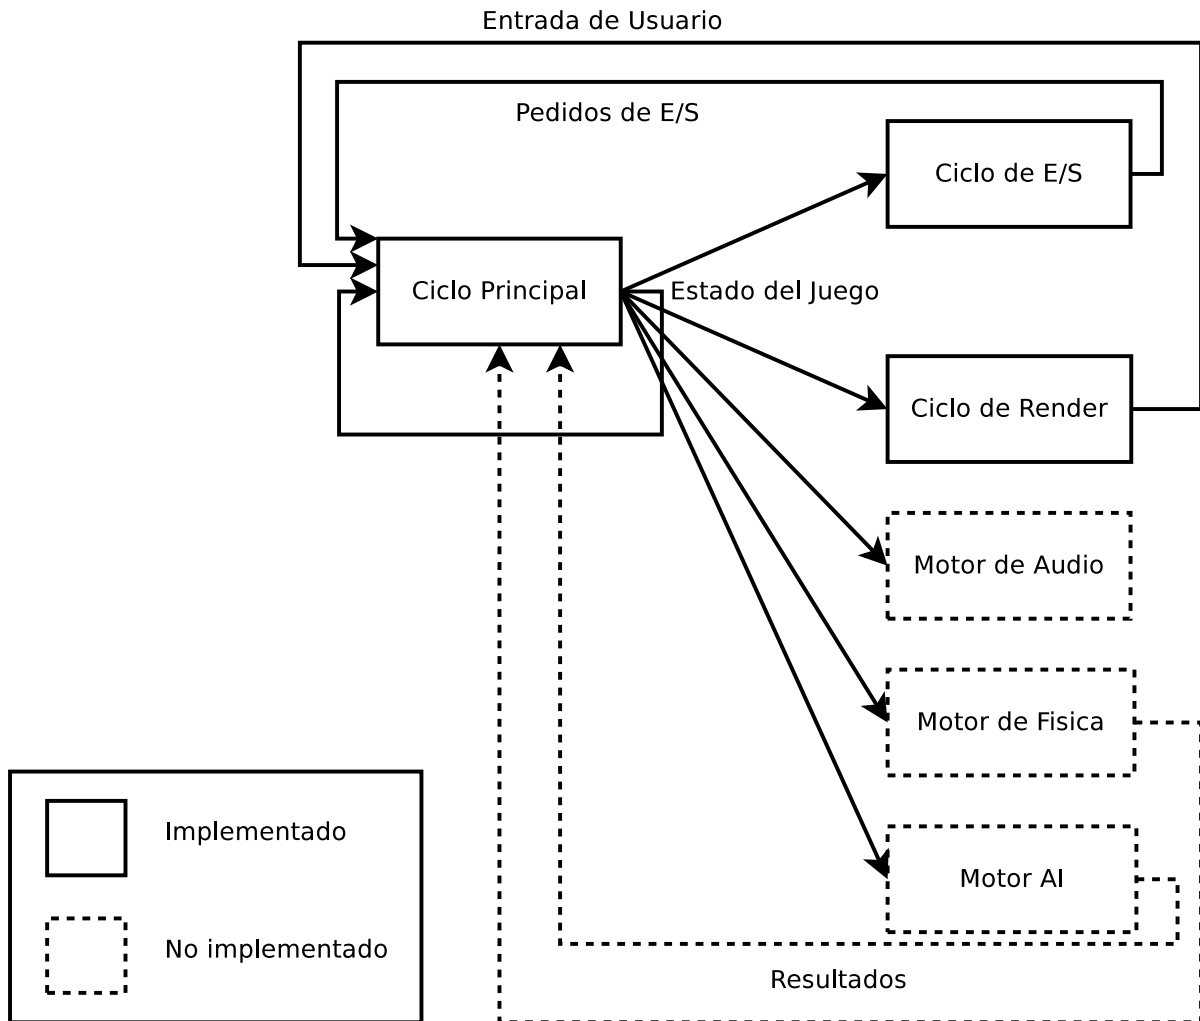 Entrada de Usuario
Pedidos de E/S
Ciclo de E/S
Ciclo Principal
Estado del Juego
Ciclo de Render
Motor de Audio
Motor de Fisica
Motor AI
Resultados
Implementado
No implementado